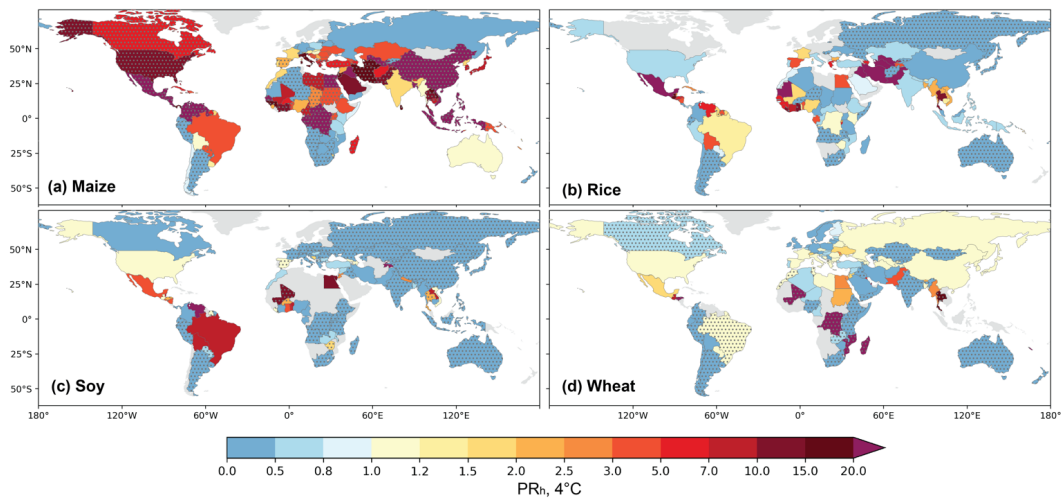 50°N
25°N
0°
25°S
50°S
(a) Maize
(b) Rice
50°N
25°N
0°
25°S
50°S
(c) Soy
(d) Wheat
180° 120°W 60°W 0° 60°E 120°E 120°W 60°W 0° 60°E 120°E 180°
0.0 0.5 0.8 1.0 1.2 1.5 2.0 2.5 3.0 5.0 7.0 10.0 15.0 20.0
PRh, 4°C